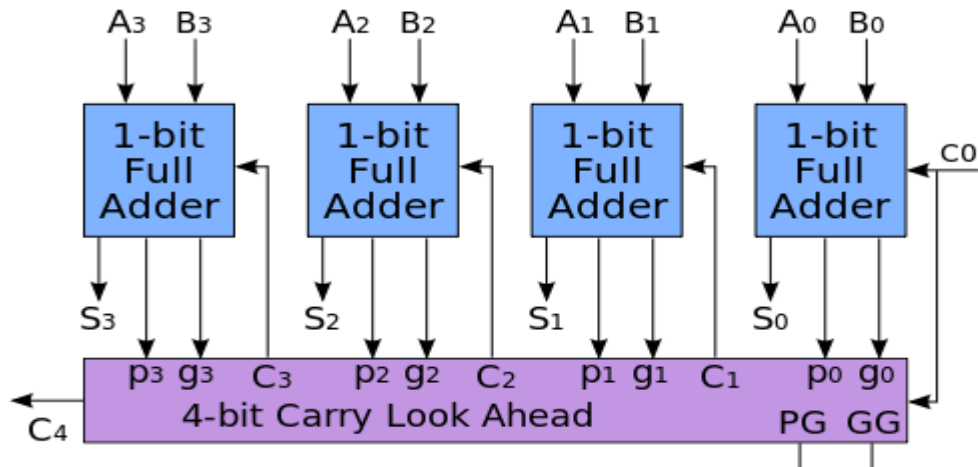 A3 B3 A2 B2 A1 B1 A0 B0
1-bit Full Adder
1-bit Full Adder
1-bit Full Adder
1-bit Full Adder
c0
S3 S2 S1 S0
p3 g3 C3 p2 g2 C2 p1 g1 C1 p0 g0
4-bit Carry Look Ahead PG GG
C4